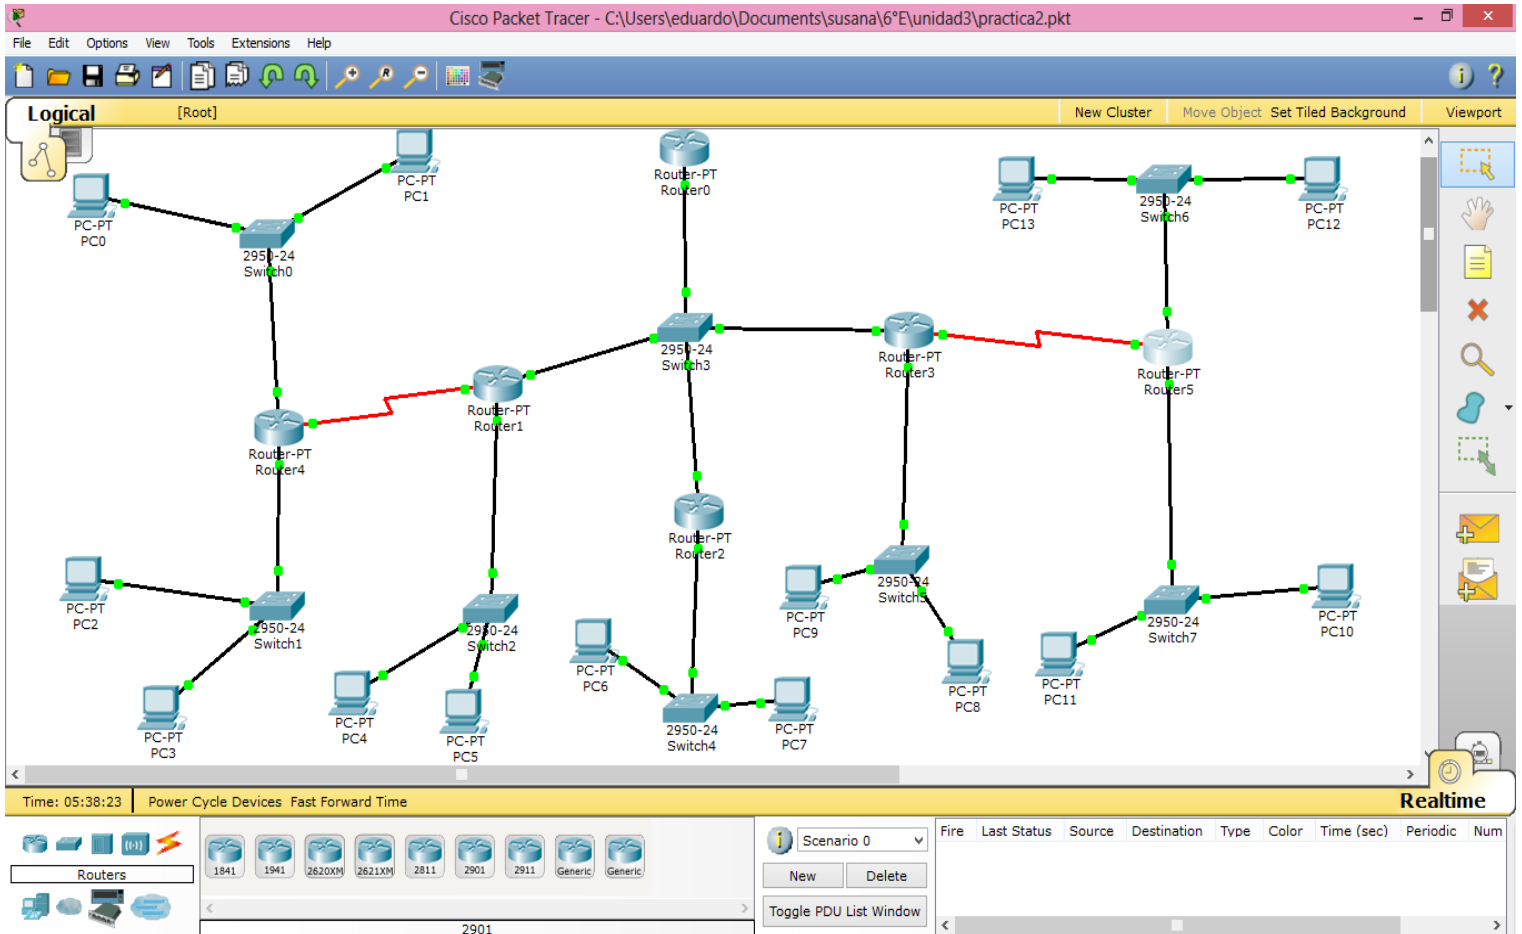 Cisco Packet Tracer - C:\Users\eduardo\Documents\susana\6°E\unidad3\practica2.pkt
File Edit Options View Tools Extensions Help
Logical [Root] New Cluster Move Object Set Tiled Background Viewport
PC-PT
PC0
PC-PT
PC1
2950-24
Switch0
Router-PT
Router0
PC-PT
PC13
2950-24
Switch6
PC-PT
PC12
2950-24
Switch3
Router-PT
Router3
Router-PT
Router5
Router-PT
Router1
Router-PT
Router4
Router-PT
Router2
PC-PT
PC2
2950-24
Switch1
2950-24
Switch2
PC-PT
PC6
PC-PT
PC9
2950-24
Switch5
2950-24
Switch7
PC-PT
PC10
PC-PT
PC3
PC-PT
PC4
PC-PT
PC5
2950-24
Switch4
PC-PT
PC7
PC-PT
PC8
PC-PT
PC11
Time: 05:38:23 Power Cycle Devices Fast Forward Time Realtime
Routers
1841 1941 2620XM 2621XM 2811 2901 2911 Generic Generic
2901
Scenario 0
New Delete
Toggle PDU List Window
Fire Last Status Source Destination Type Color Time (sec) Periodic Num